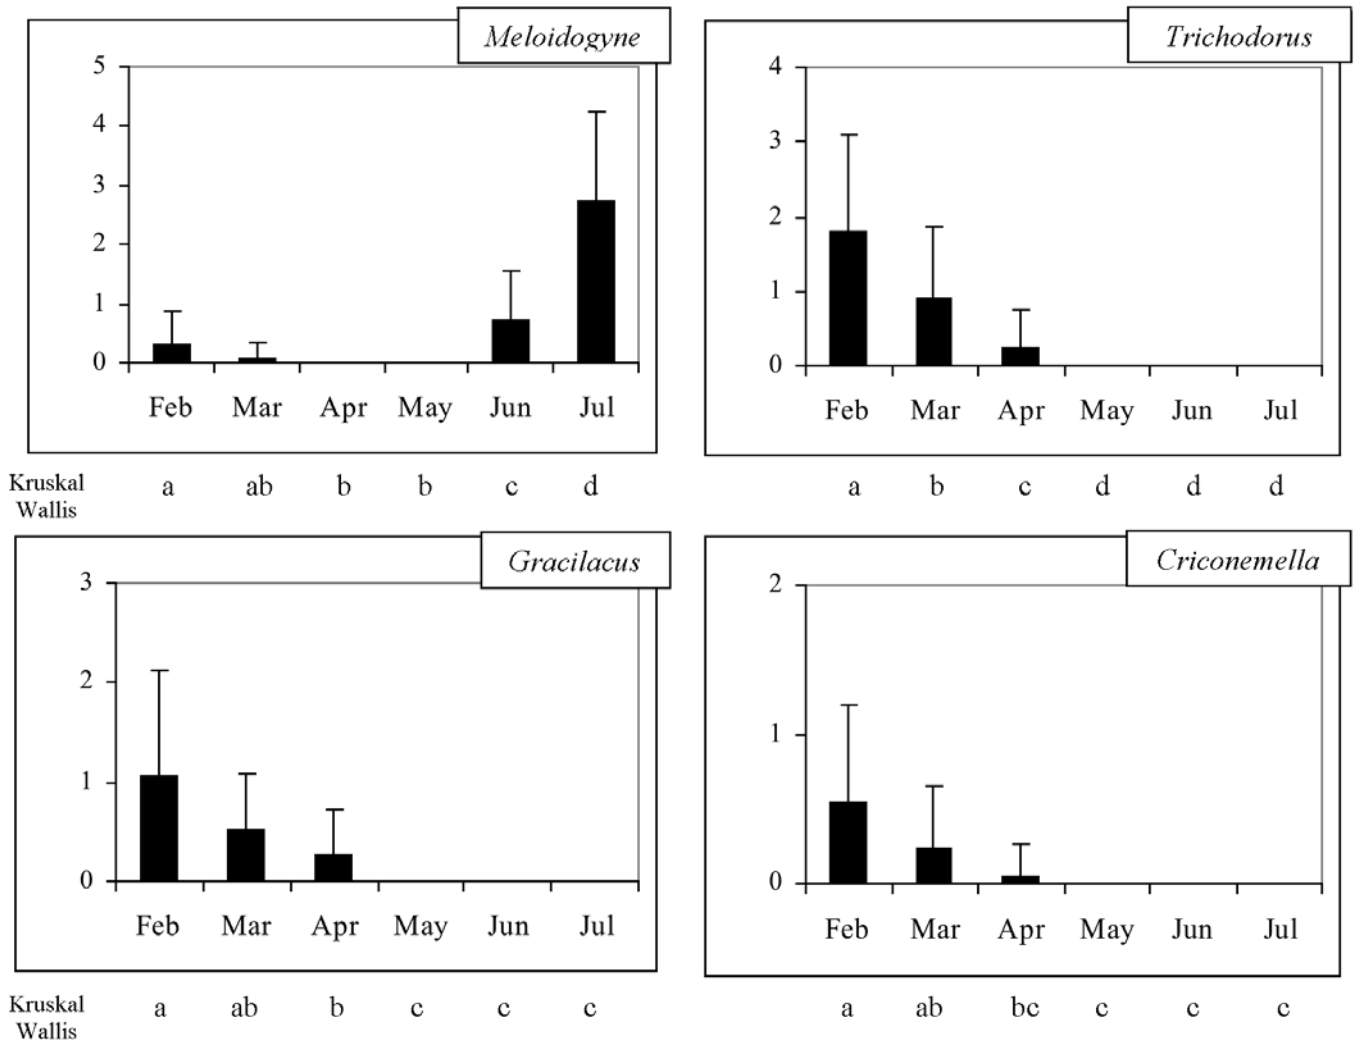 Meloidogyne
5
4
3
2
1
0
Feb Mar Apr May Jun Jul
Kruskal
Wallis
a ab b b c d
Trichodorus
4
3
2
1
0
Feb Mar Apr May Jun Jul
a b c d d d
Gracilacus
3
2
1
0
Feb Mar Apr May Jun Jul
Kruskal
Wallis
a ab b c c c
Criconemella
2
1
0
Feb Mar Apr May Jun Jul
a ab bc c c c